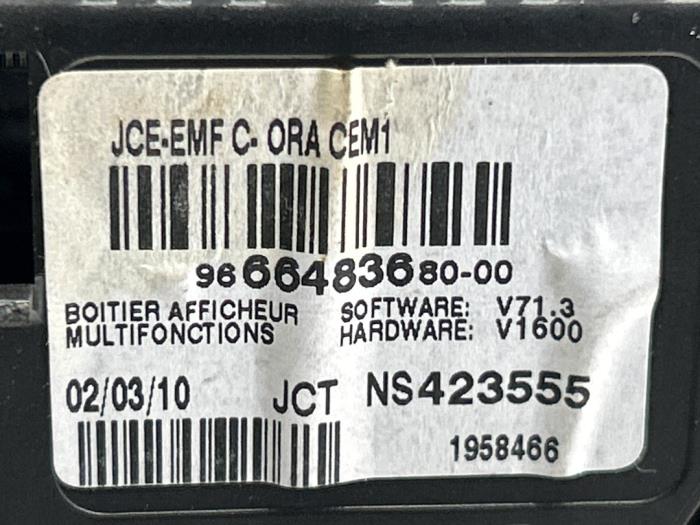 JCE-EMF C- ORA CEM1
9666483680-00
BOITIER AFFICHEUR SOFTWARE: V71.3
MULTIFONCTIONS HARDWARE: V1600
02/03/10 JCT NS423555
1958466